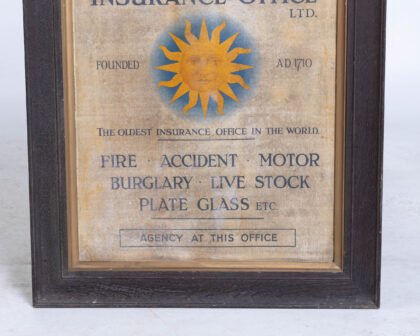 INSURANCE OFFICE
LTD.
FOUNDED A.D. 1710
THE OLDEST INSURANCE OFFICE IN THE WORLD.
FIRE · ACCIDENT · MOTOR
BURGLARY · LIVE STOCK
PLATE GLASS ETC.
AGENCY AT THIS OFFICE